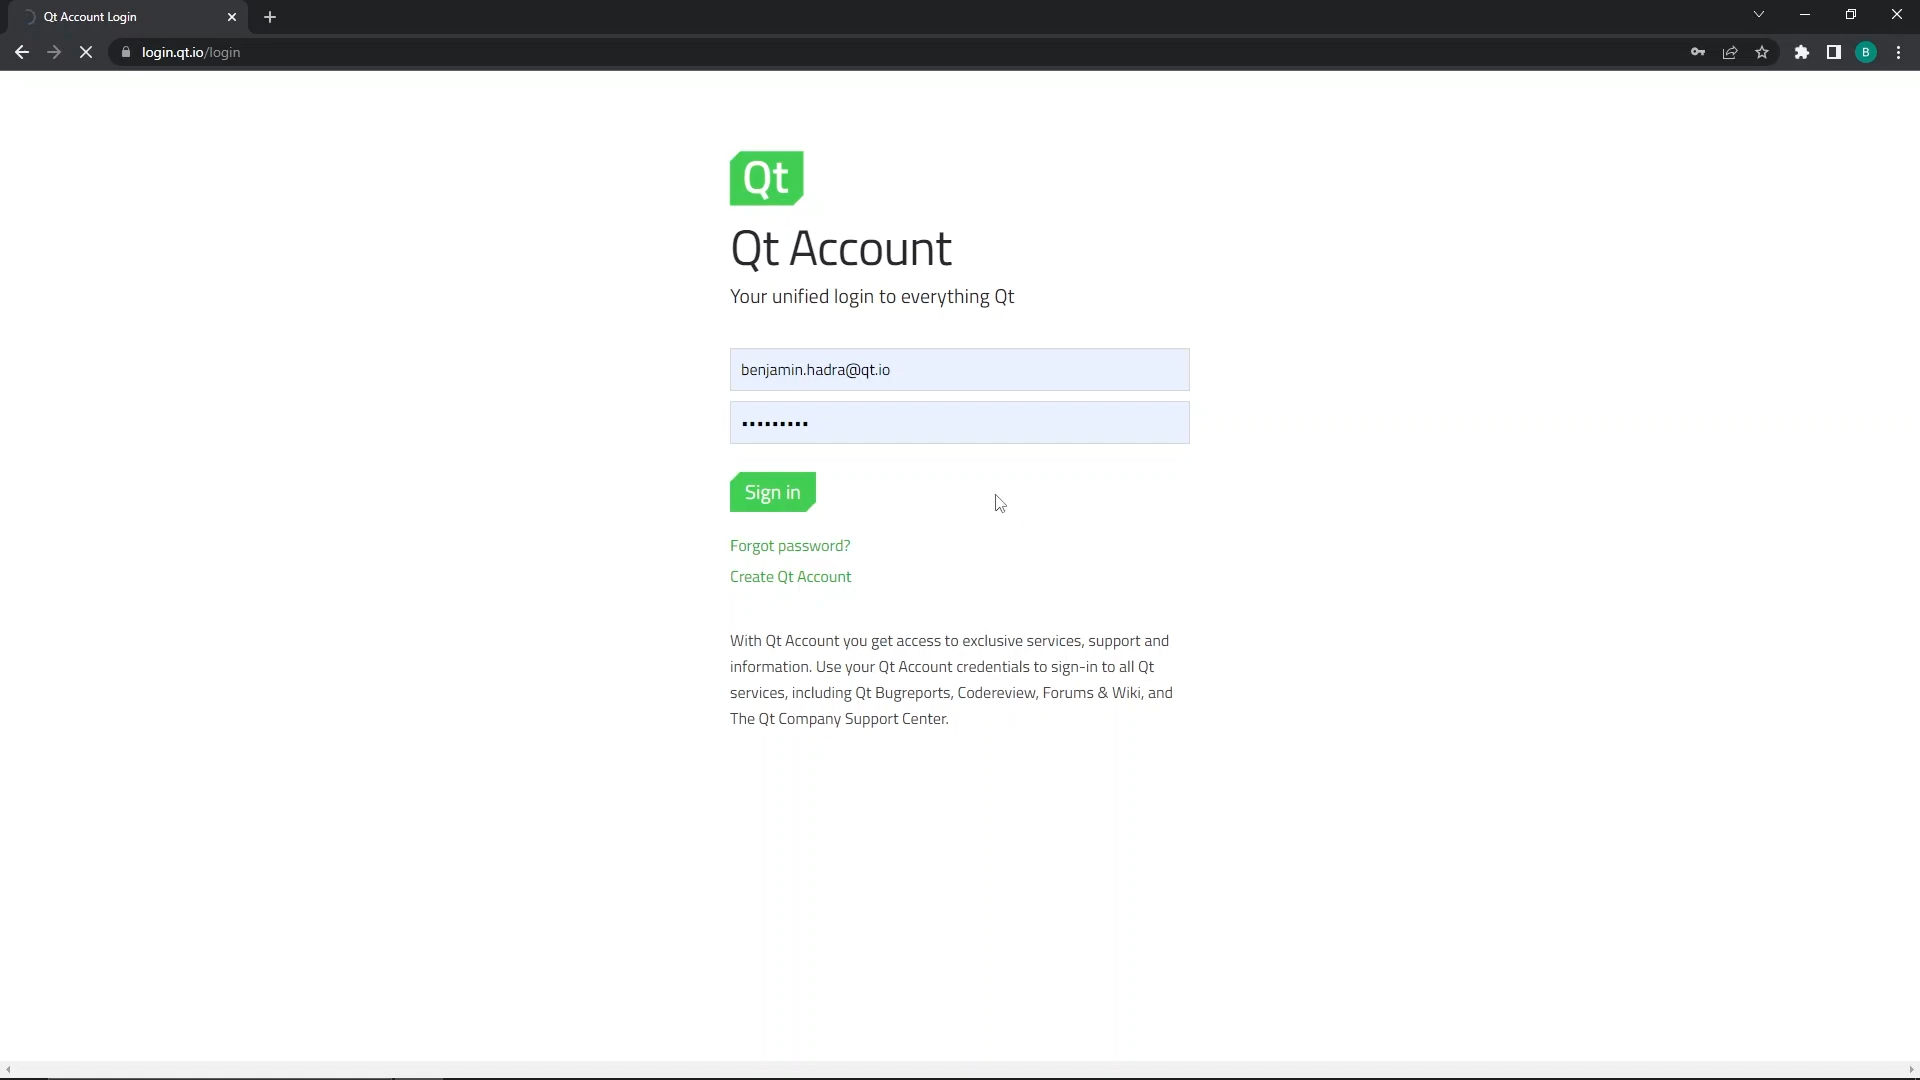 Qt Account Login
login.qt.io/login
B
Qt
Qt Account
Your unified login to everything Qt
benjamin.hadra@qt.io
•••••••••
Sign in
Forgot password?
Create Qt Account
With Qt Account you get access to exclusive services, support and
information. Use your Qt Account credentials to sign-in to all Qt
services, including Qt Bugreports, Codereview, Forums & Wiki, and
The Qt Company Support Center.